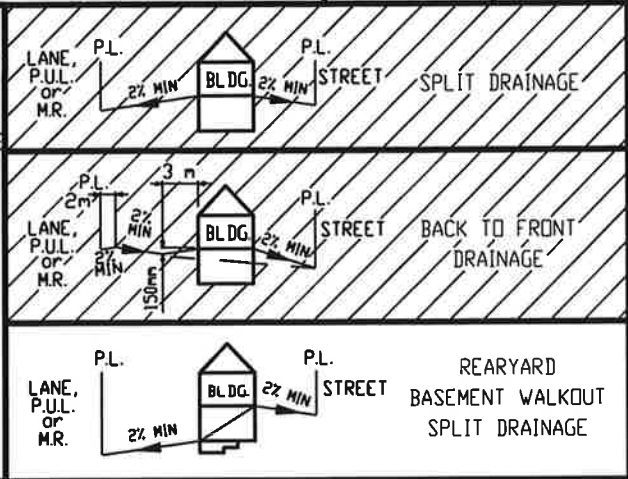 P.L.
P.L.
LANE,
P.U.L.
or
M.R.
2% MIN
BLDG.
2% MIN
STREET
SPLIT DRAINAGE
3 m
P.L.
2m
P.L.
LANE,
P.U.L.
or
M.R.
2%
MIN
2%
MIN
BLDG.
2% MIN
STREET
150mm
BACK TO FRONT
DRAINAGE
P.L.
P.L.
LANE,
P.U.L.
or
M.R.
2% MIN
BLDG.
2% MIN
STREET
REARYARD
BASEMENT WALKOUT
SPLIT DRAINAGE